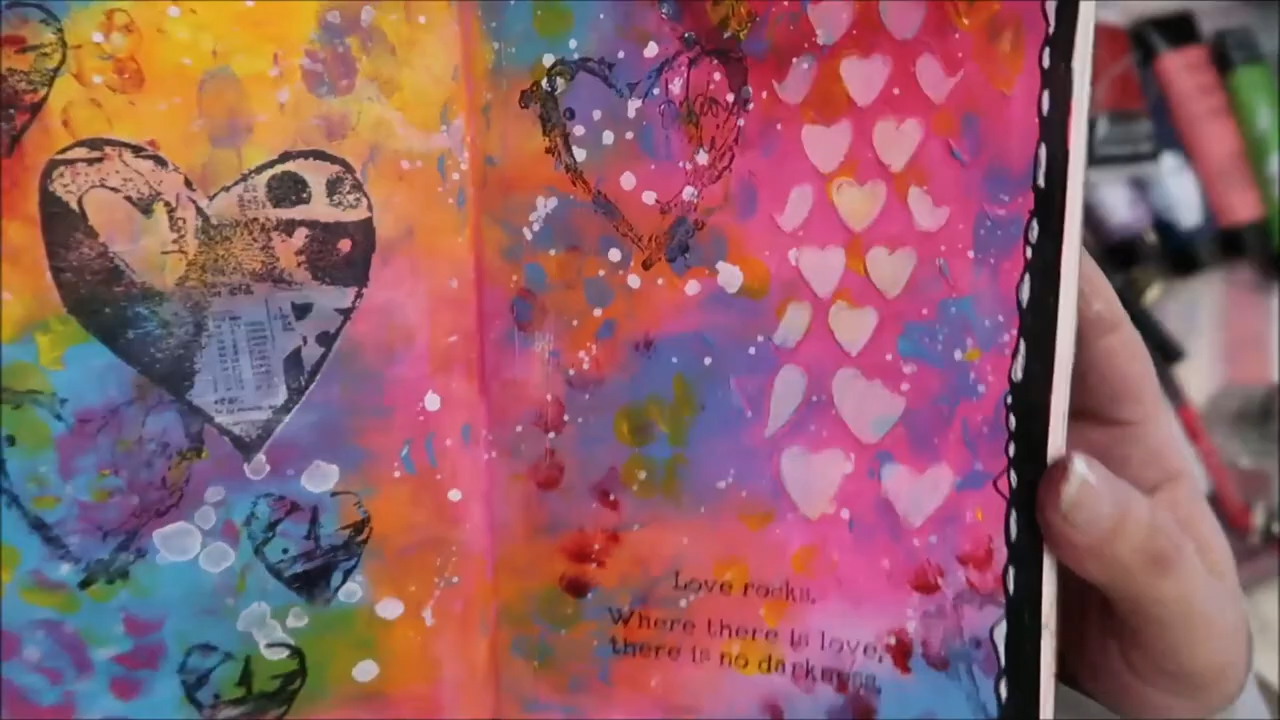 Love rocks.
Where there is love,
there is no darkness.